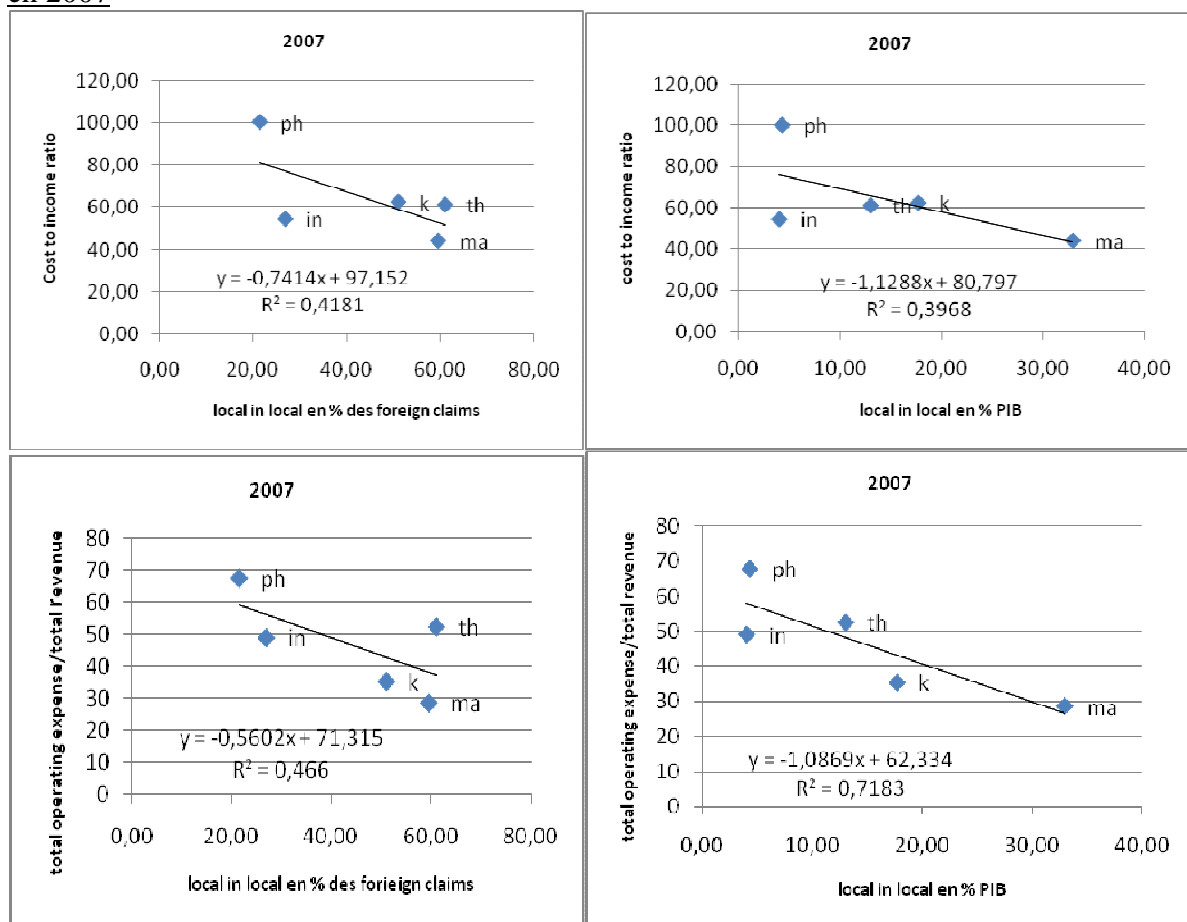 en 2007
2007
120,00
100,00
80,00
60,00
40,00
20,00
0,00
Cost to income ratio
ph
in
k
th
ma
y = -0,7414x + 97,152
R² = 0,4181
0,00 20,00 40,00 60,00 80,00
local in local en % des foreign claims
2007
120,00
100,00
80,00
60,00
40,00
20,00
0,00
cost to income ratio
ph
in
th
k
ma
y = -1,1288x + 80,797
R² = 0,3968
0,00 10,00 20,00 30,00 40,00
local in local en % PIB
2007
80
70
60
50
40
30
20
10
0
total operating expense/total revenue
ph
in
th
k
ma
y = -0,5602x + 71,315
R² = 0,466
0,00 20,00 40,00 60,00 80,00
local in local en % des forieign claims
2007
80
70
60
50
40
30
20
10
0
total operating expense/total revenue
ph
in
th
k
ma
y = -1,0869x + 62,334
R² = 0,7183
0,00 10,00 20,00 30,00 40,00
local in local en % PIB